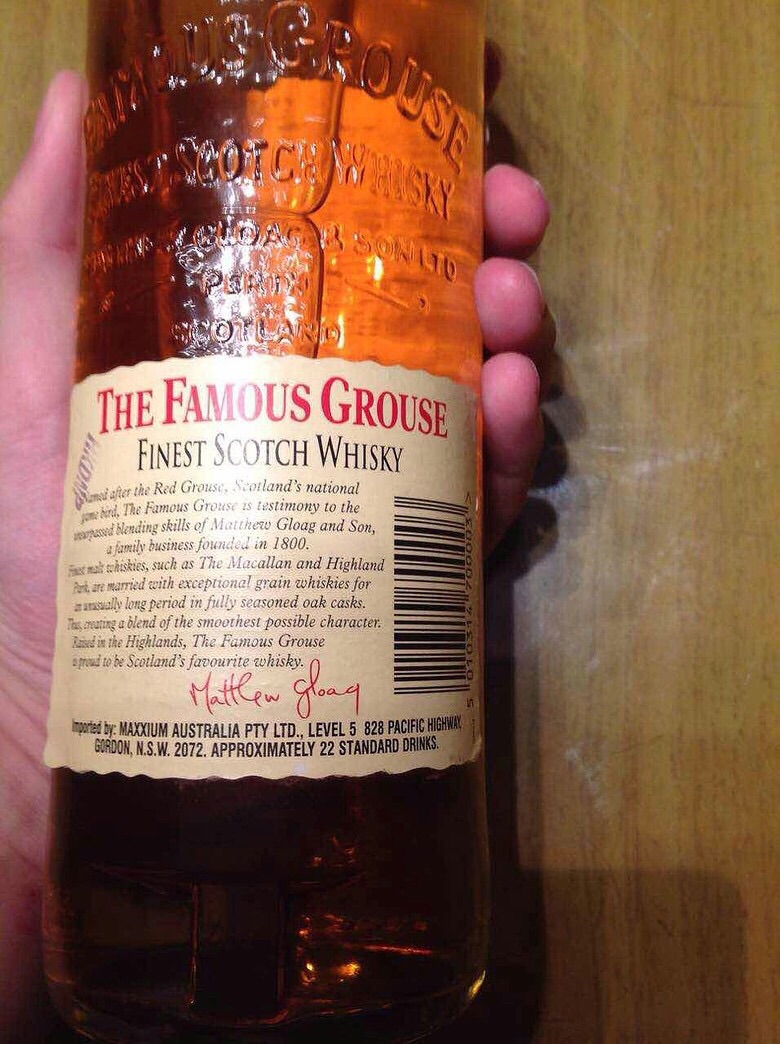 FAMOUS GROUSE
FINEST SCOTCH WHISKY
GLOAG & SON LTD
PERTH
SCOTLAND
THE FAMOUS GROUSE
FINEST SCOTCH WHISKY
Named after the Red Grouse, Scotland's national
game bird, The Famous Grouse is testimony to the
unsurpassed blending skills of Matthew Gloag and Son,
a family business founded in 1800.
Finest malt whiskies, such as The Macallan and Highland
Park, are married with exceptional grain whiskies for
an unusually long period in fully seasoned oak casks.
Thus, creating a blend of the smoothest possible character.
Raised in the Highlands, The Famous Grouse
is proud to be Scotland's favourite whisky.
Matthew Gloag
Imported by: MAXXIUM AUSTRALIA PTY LTD., LEVEL 5 828 PACIFIC HIGHWAY,
GORDON, N.S.W. 2072. APPROXIMATELY 22 STANDARD DRINKS.